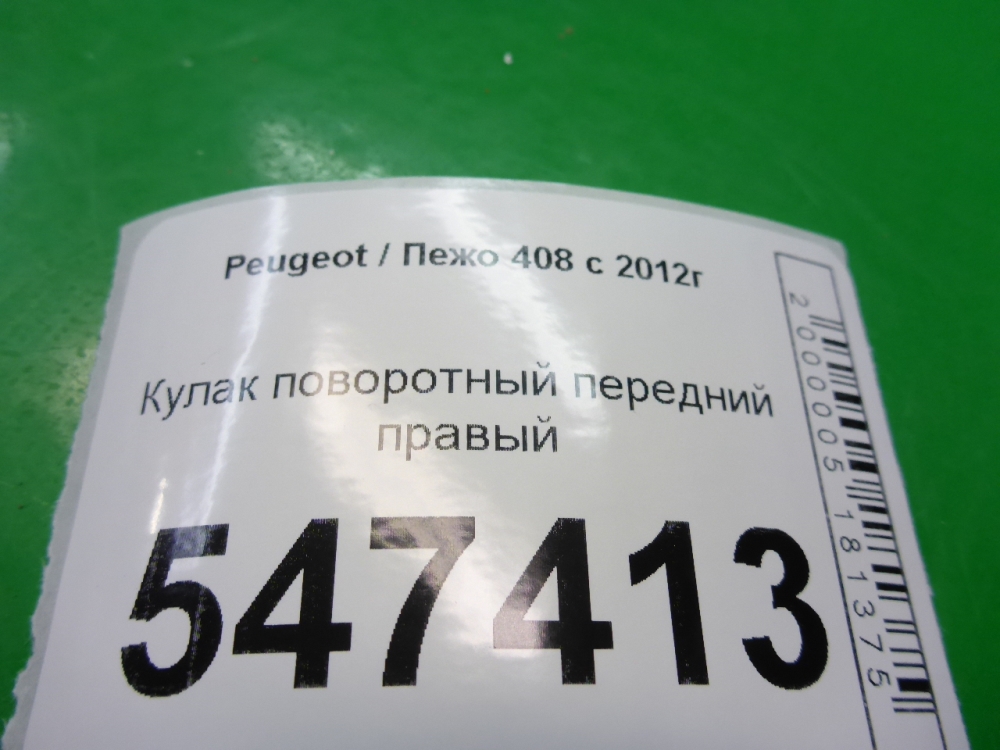 Peugeot / Пежо 408 с 2012г
Кулак поворотный передний
правый
547413
2000005181375